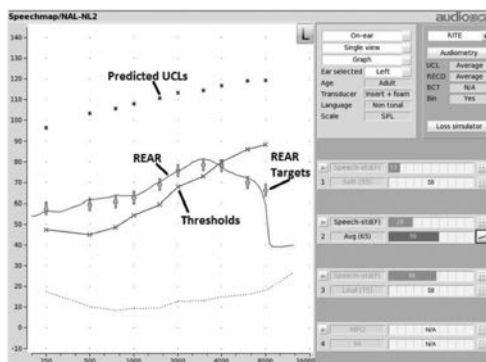 Speechmap/NAL-NL2
audioscan
L
140
130
120
110
100
90
80
70
60
50
40
30
20
10
0
-10
250
500
1000
2000
4000
8000
16000
Predicted UCLs
REAR
REAR
Targets
Thresholds
On-ear
Single view
Graph
Ear selected Left
Age Adult
Transducer Insert + foam
Language Non tonal
Scale SPL
RITE
Audiometry
UCL Average
RECD Average
BCT N/A
Bin Yes
Loss simulator
Speech-std(F)
1 Soft (55) SII
Speech-std(F)
2 Avg (65)
Speech-std(F)
3 Loud (75) SII
MPO N/A
4 N/A